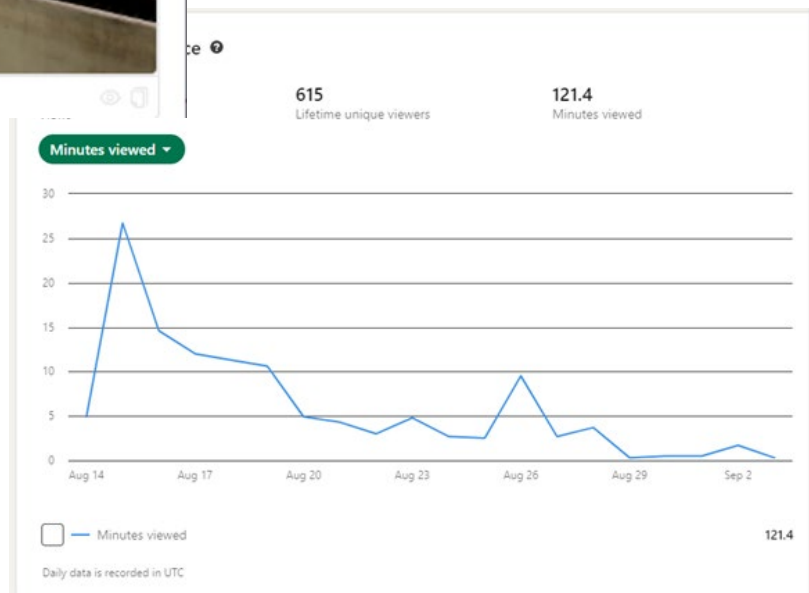 615
121.4
Lifetime unique viewers
Minutes viewed
Minutes viewed
30
25
20
15
10
5
0
Aug 14
Aug 17
Aug 20
Aug 23
Aug 26
Aug 29
Sep 2
Minutes viewed
121.4
Daily data is recorded in UTC